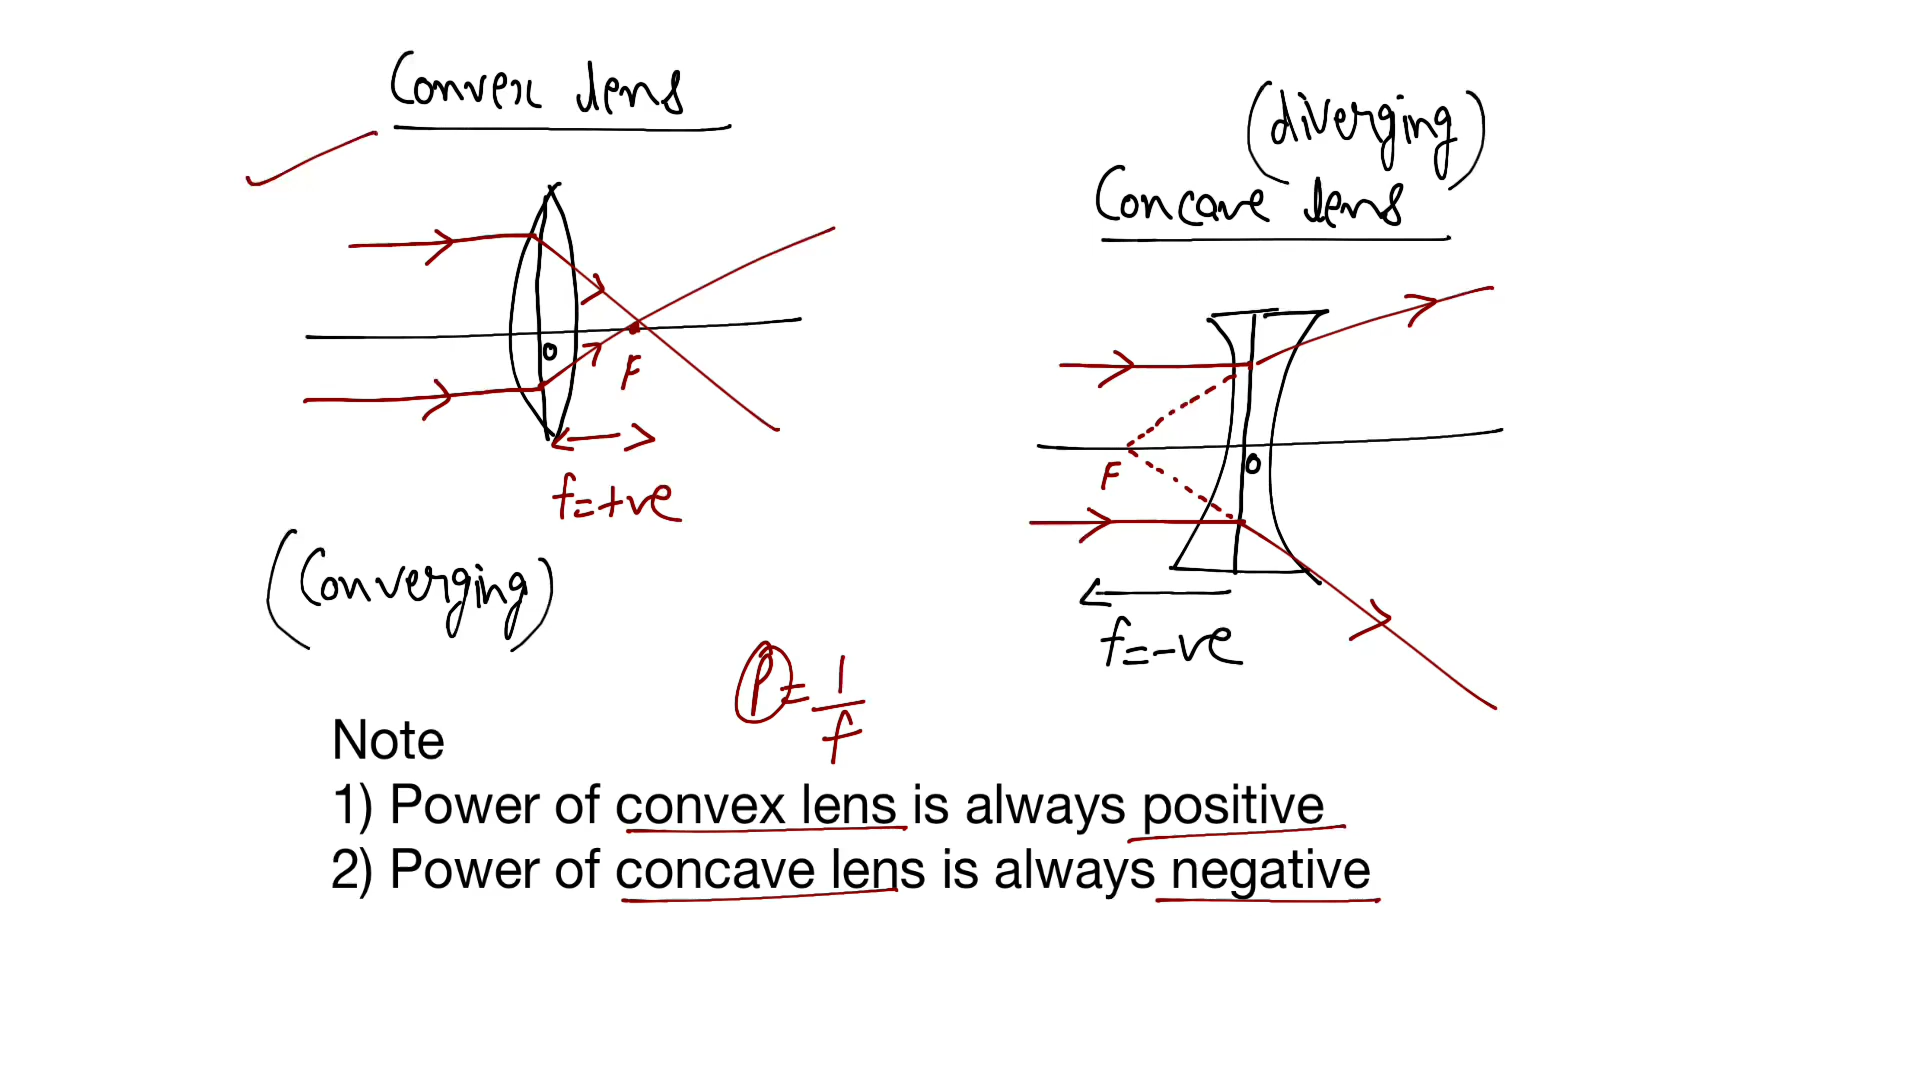 Convex lens
O
F
f=+ve
(Converging)
(diverging)
Concave lens
F
O
f=-ve
P=1/f
Note
1) Power of convex lens is always positive
2) Power of concave lens is always negative